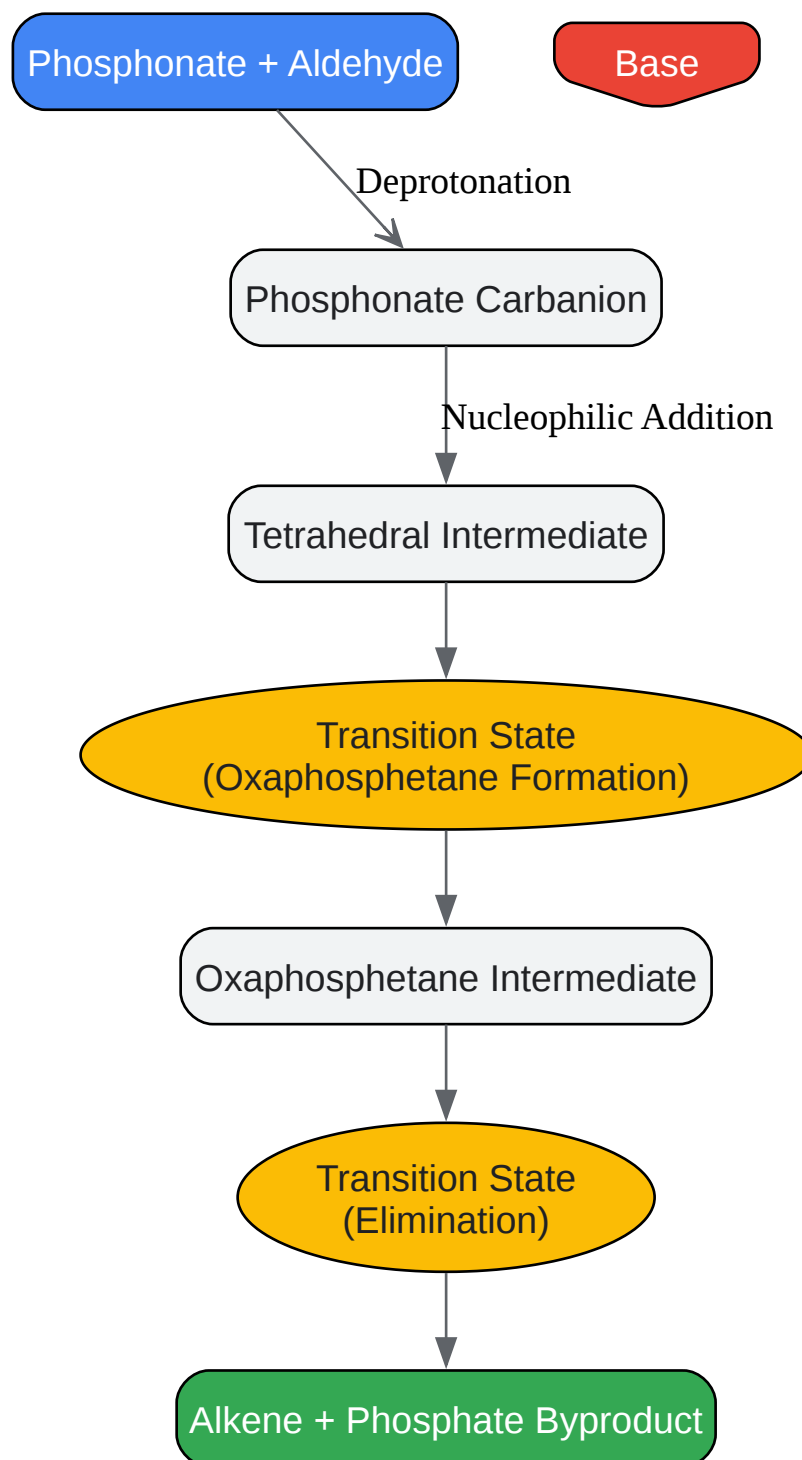 Phosphonate + Aldehyde
Base
Deprotonation
Phosphonate Carbanion
Nucleophilic Addition
Tetrahedral Intermediate
Transition State
(Oxaphosphetane Formation)
Oxaphosphetane Intermediate
Transition State
(Elimination)
Alkene + Phosphate Byproduct